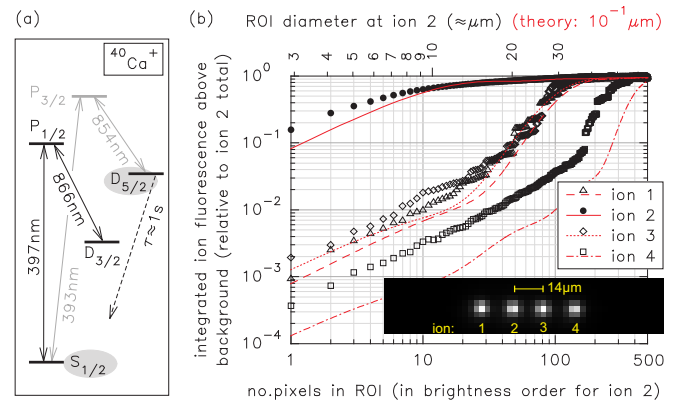 (a)
40Ca+
P3/2
P1/2
854nm
866nm
D5/2
397nm
393nm
D3/2
τ≈1s
S1/2
(b)
ROI diameter at ion 2 (≈μm) (theory: 10^-1 μm)
3 4 5 6 7 8 9 10 20 30
integrated ion fluorescence above
background (relative to ion 2 total)
10^0
10^-1
10^-2
10^-3
10^-4
ion 1
ion 2
ion 3
ion 4
14μm
ion: 1 2 3 4
1 10 100 500
no.pixels in ROI (in brightness order for ion 2)